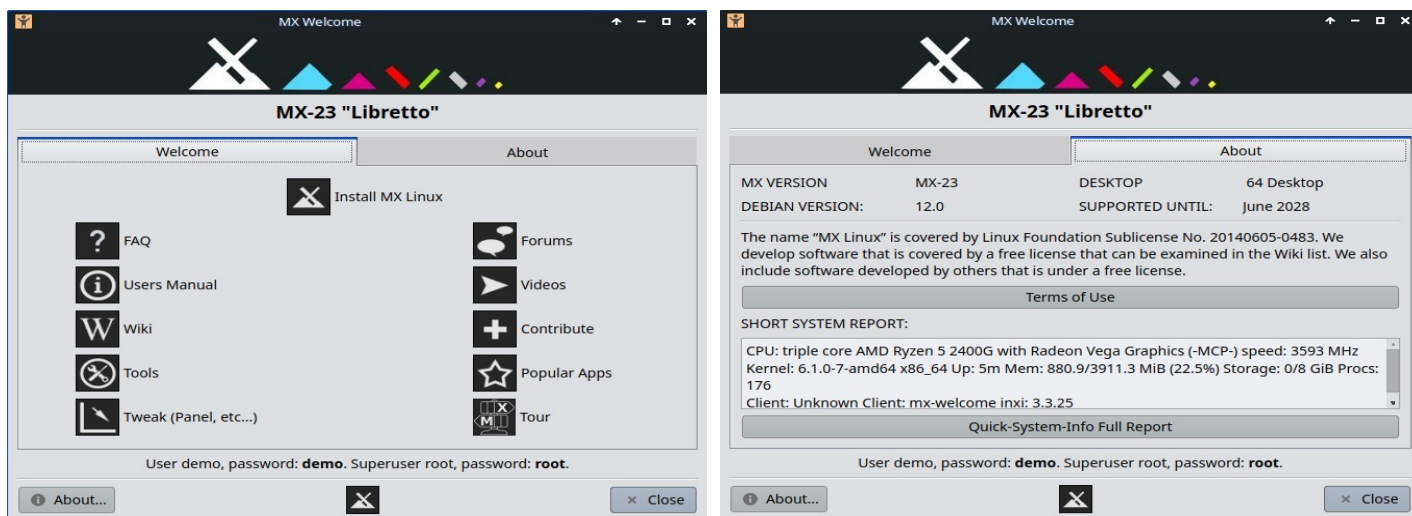 MX Welcome
MX-23 "Libretto"
Welcome About
Install MX Linux
FAQ Forums
Users Manual Videos
Wiki Contribute
Tools Popular Apps
Tweak (Panel, etc...) Tour
User demo, password: demo. Superuser root, password: root.
About... Close
MX Welcome
MX-23 "Libretto"
Welcome About
MX VERSION MX-23 DESKTOP 64 Desktop
DEBIAN VERSION: 12.0 SUPPORTED UNTIL: June 2028
The name “MX Linux” is covered by Linux Foundation Sublicense No. 20140605-0483. We
develop software that is covered by a free license that can be examined in the Wiki list. We also
include software developed by others that is under a free license.
Terms of Use
SHORT SYSTEM REPORT:
CPU: triple core AMD Ryzen 5 2400G with Radeon Vega Graphics (-MCP-) speed: 3593 MHz
Kernel: 6.1.0-7-amd64 x86_64 Up: 5m Mem: 880.9/3911.3 MiB (22.5%) Storage: 0/8 GiB Procs:
176
Client: Unknown Client: mx-welcome inxi: 3.3.25
Quick-System-Info Full Report
User demo, password: demo. Superuser root, password: root.
About... Close